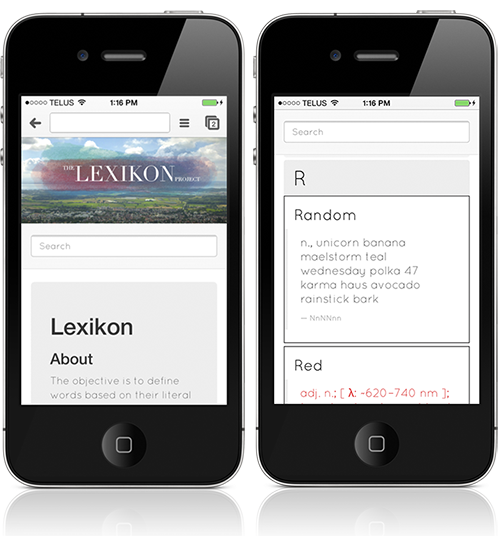 TELUS 1:16 PM
2
THE LEXIKON PROJECT
Search
Lexikon
About
The objective is to define
words based on their literal
TELUS 1:16 PM
Search
R
Random
n., unicorn banana
maelstorm teal
wednesday polka 47
karma haus avocado
rainstick bark
— NnNNnn
Red
adj. n.; [ λ: ~620-740 nm ];